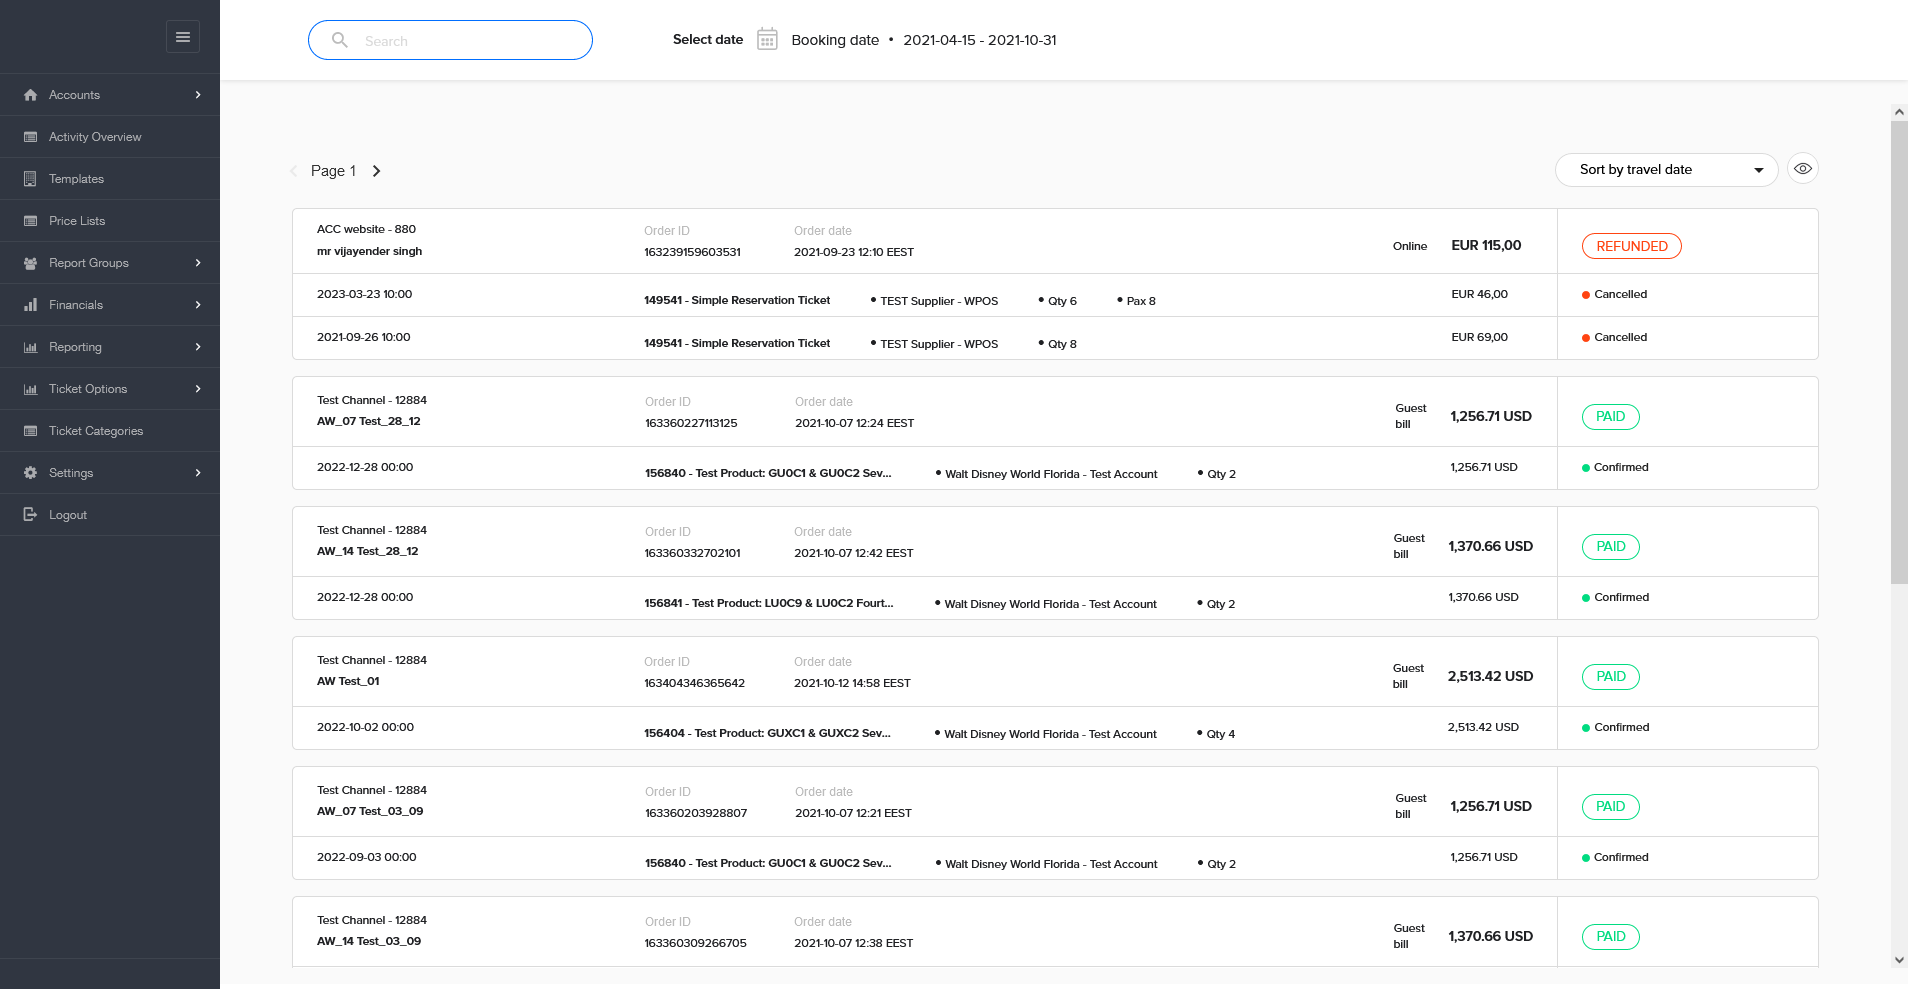 Search
Select date Booking date • 2021-04-15 - 2021-10-31
Accounts
Activity Overview
Templates
Price Lists
Report Groups
Financials
Reporting
Ticket Options
Ticket Categories
Settings
Logout
Page 1
Sort by travel date
ACC website - 880 Order ID Order date
mr vijayender singh 163239159603531 2021-09-23 12:10 EEST Online EUR 115,00 REFUNDED
2023-03-23 10:00 149541 - Simple Reservation Ticket • TEST Supplier - WPOS • Qty 6 • Pax 8 EUR 46,00 Cancelled
2021-09-26 10:00 149541 - Simple Reservation Ticket • TEST Supplier - WPOS • Qty 8 EUR 69,00 Cancelled
Test Channel - 12884 Order ID Order date
AW_07 Test_28_12 163360227113125 2021-10-07 12:24 EEST Guest bill 1,256.71 USD PAID
2022-12-28 00:00 156840 - Test Product: GU0C1 & GU0C2 Sev... • Walt Disney World Florida - Test Account • Qty 2 1,256.71 USD Confirmed
Test Channel - 12884 Order ID Order date
AW_14 Test_28_12 163360332702101 2021-10-07 12:42 EEST Guest bill 1,370.66 USD PAID
2022-12-28 00:00 156841 - Test Product: LU0C9 & LU0C2 Fourt... • Walt Disney World Florida - Test Account • Qty 2 1,370.66 USD Confirmed
Test Channel - 12884 Order ID Order date
AW Test_01 163404346365642 2021-10-12 14:58 EEST Guest bill 2,513.42 USD PAID
2022-10-02 00:00 156404 - Test Product: GUXC1 & GUXC2 Sev... • Walt Disney World Florida - Test Account • Qty 4 2,513.42 USD Confirmed
Test Channel - 12884 Order ID Order date
AW_07 Test_03_09 163360203928807 2021-10-07 12:21 EEST Guest bill 1,256.71 USD PAID
2022-09-03 00:00 156840 - Test Product: GU0C1 & GU0C2 Sev... • Walt Disney World Florida - Test Account • Qty 2 1,256.71 USD Confirmed
Test Channel - 12884 Order ID Order date
AW_14 Test_03_09 163360309266705 2021-10-07 12:38 EEST Guest bill 1,370.66 USD PAID